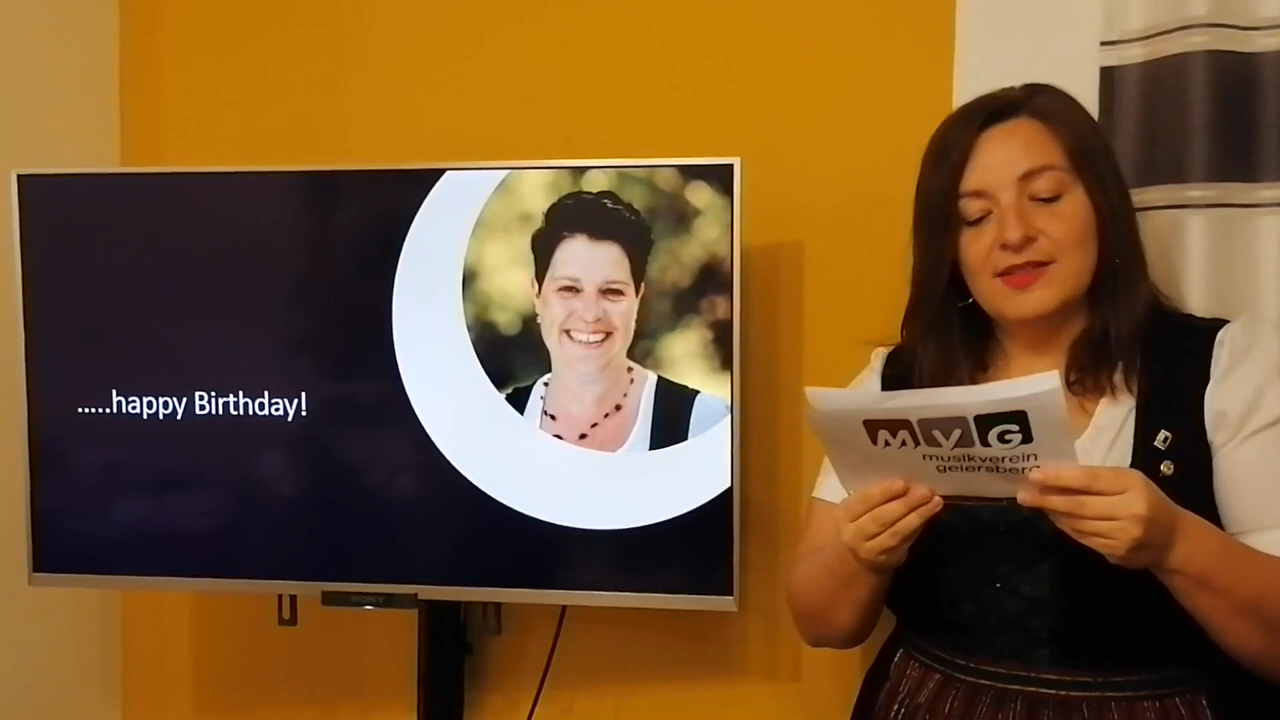 .....happy Birthday!
SONY
MVG
musikverein
geiersberg